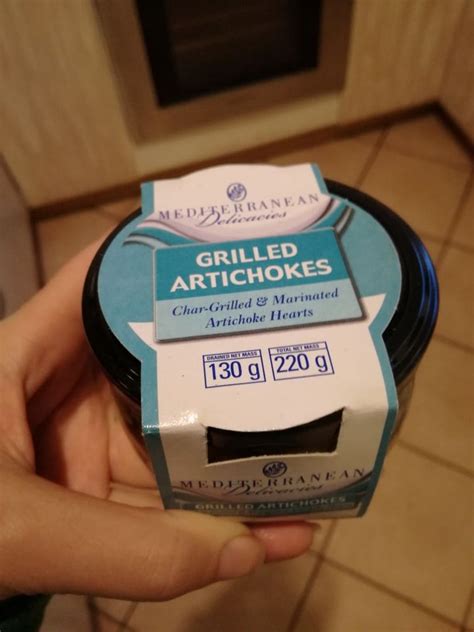 MEDITERRANEAN
Delicacies
GRILLED
ARTICHOKES
Char-Grilled & Marinated
Artichoke Hearts
DRAINED NET MASS
130 g
TOTAL NET MASS
220 g
MEDITERRANEAN
Delicacies
GRILLED ARTICHOKES